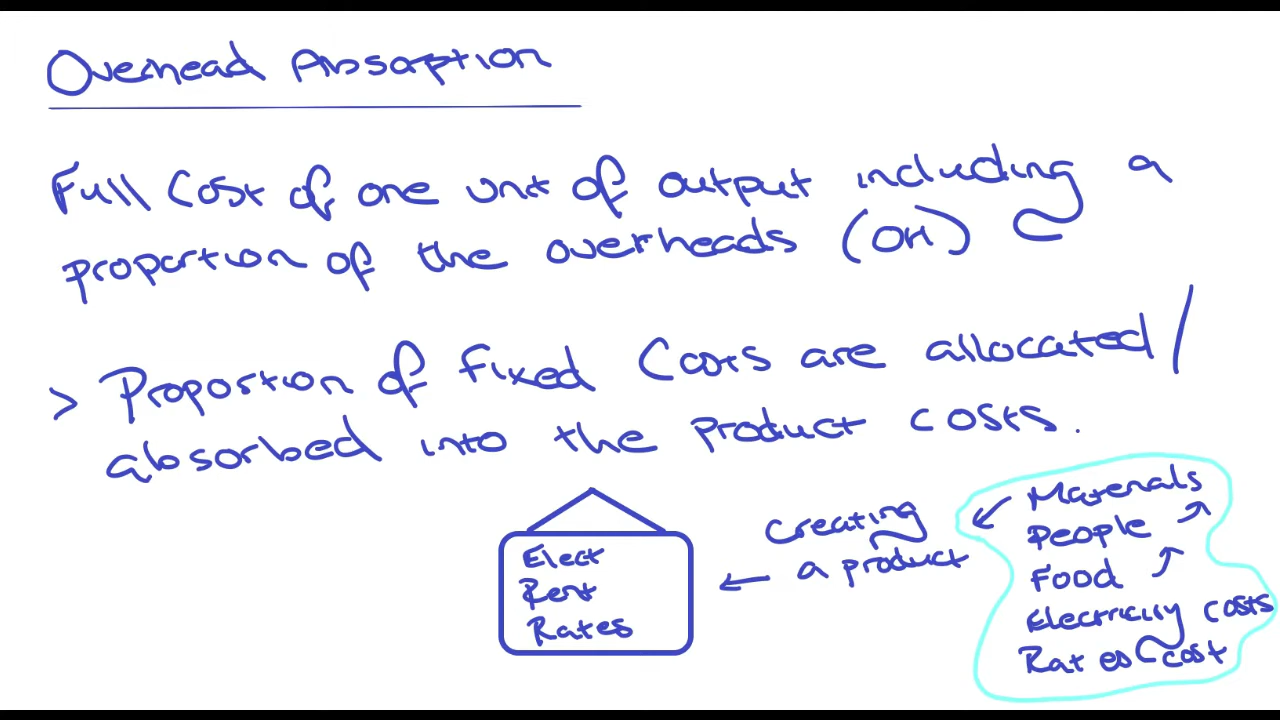 Overhead Absorption
Full Cost of one unit of output including a
proportion of the overheads (OH)
> Proportion of fixed Costs are allocated/
absorbed into the product costs.
Elect
Rent
Rates
Creating
a product
Materials
People
Food
Electricity costs
Rates cost